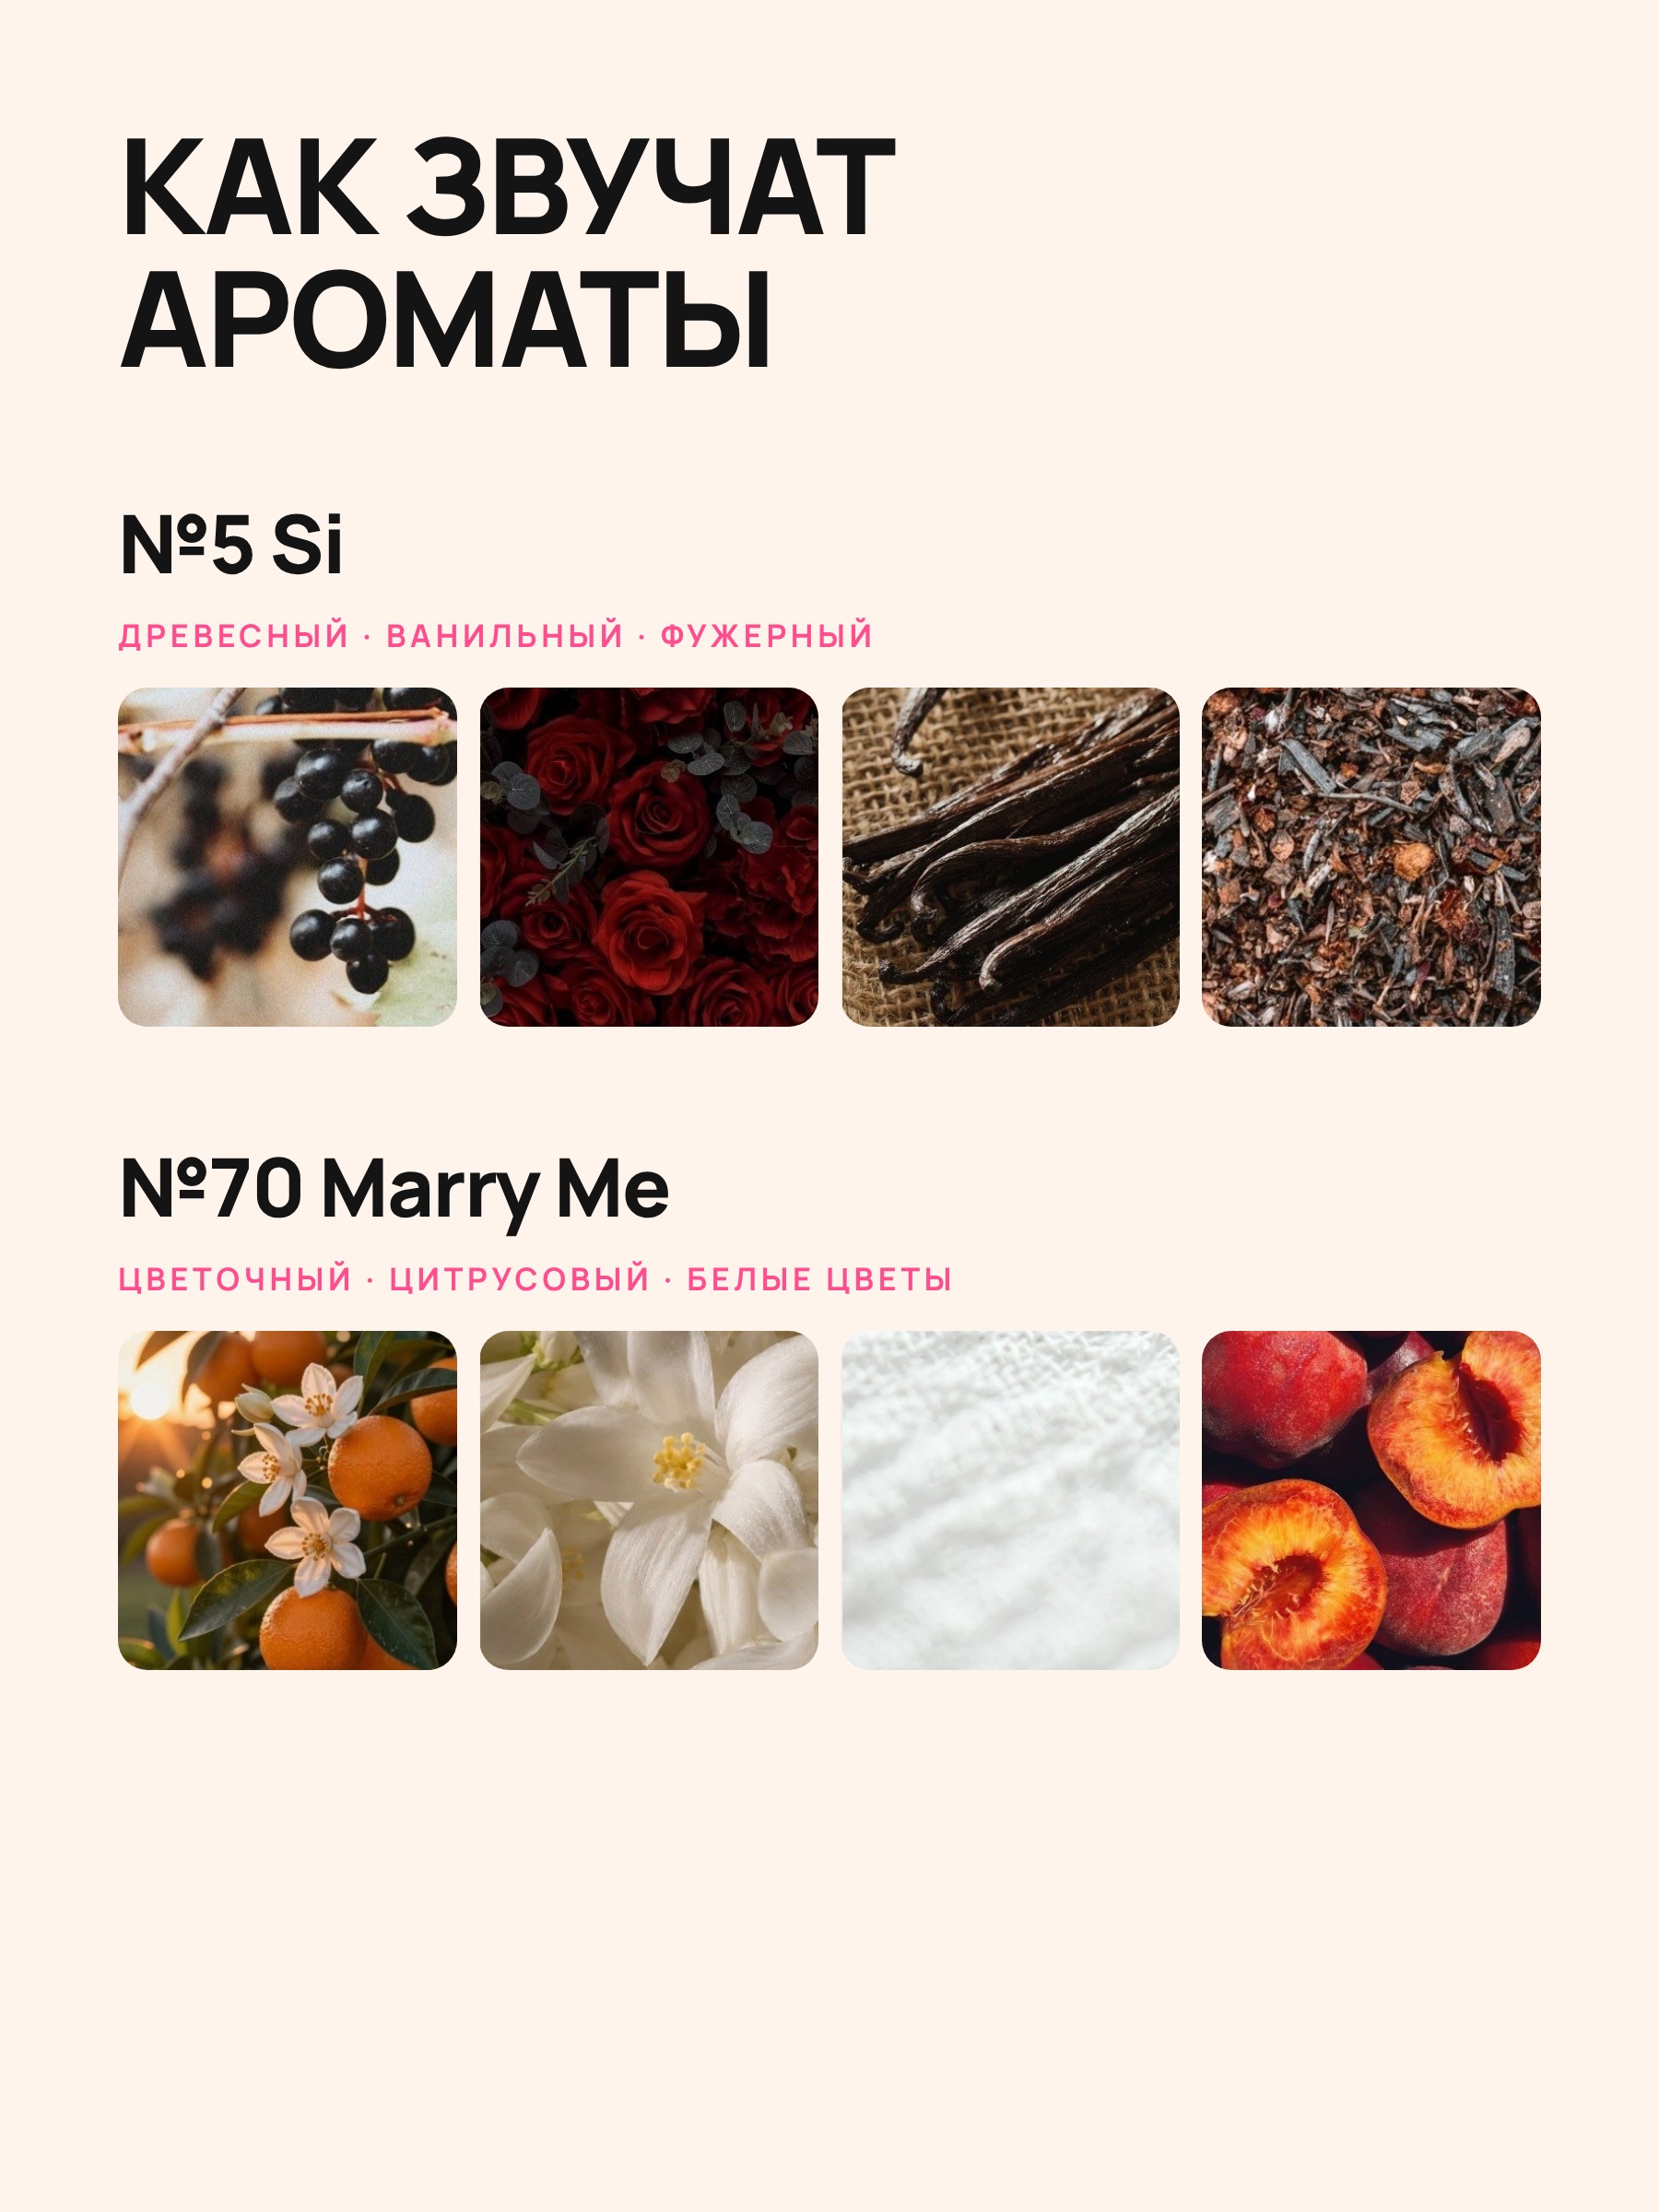 КАК ЗВУЧАТ
АРОМАТЫ
№5 Si
ДРЕВЕСНЫЙ · ВАНИЛЬНЫЙ · ФУЖЕРНЫЙ
№70 Marry Me
ЦВЕТОЧНЫЙ · ЦИТРУСОВЫЙ · БЕЛЫЕ ЦВЕТЫ